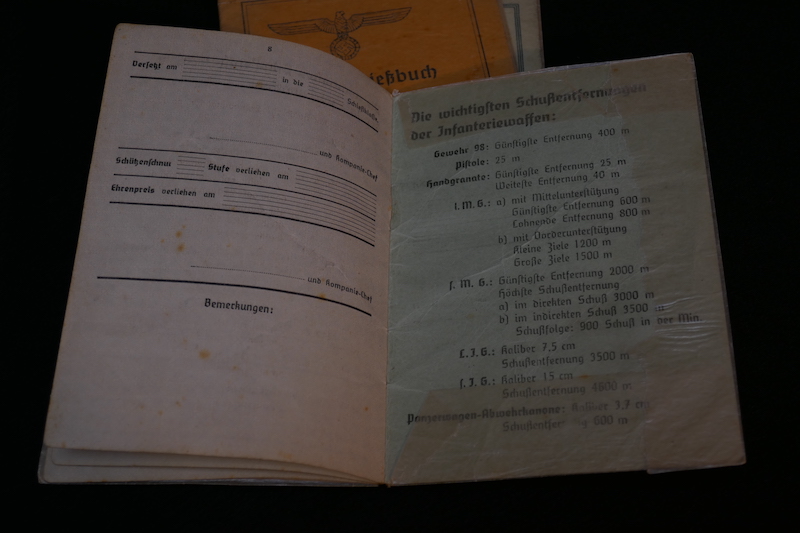 ießbuch
8
Versetzt am
in die
Schießklasse
und Kompanie-Chef
Schützenschnur
Stufe verliehen am
Ehrenpreis verliehen am
und Kompanie-Chef
Bemerkungen:
Die wichtigsten Schußentfernungen
der Infanteriewaffen:
Gewehr 98: Günstigste Entfernung 400 m
Pistole: 25 m
Handgranate: Günstigste Entfernung 25 m
Weiteste Entfernung 40 m
l. M. G.: a) mit Mittelunterstützung
Günstigste Entfernung 600 m
Lohnende Entfernung 800 m
b) mit Vorderunterstützung
Kleine Ziele 1200 m
Große Ziele 1500 m
s. M. G.: Günstigste Entfernung 2000 m
Höchste Schußentfernung
a) im direkten Schuß 3000 m
b) im indirekten Schuß 3500 m
Schußfolge: 900 Schuß in der Min.
L. J. G.: Kaliber 7,5 cm
Schußentfernung 3500 m
s. J. G.: Kaliber 15 cm
Schußentfernung 4800 m
Panzerwagen-Abwehrkanone: Kaliber 3,7 cm
600 m